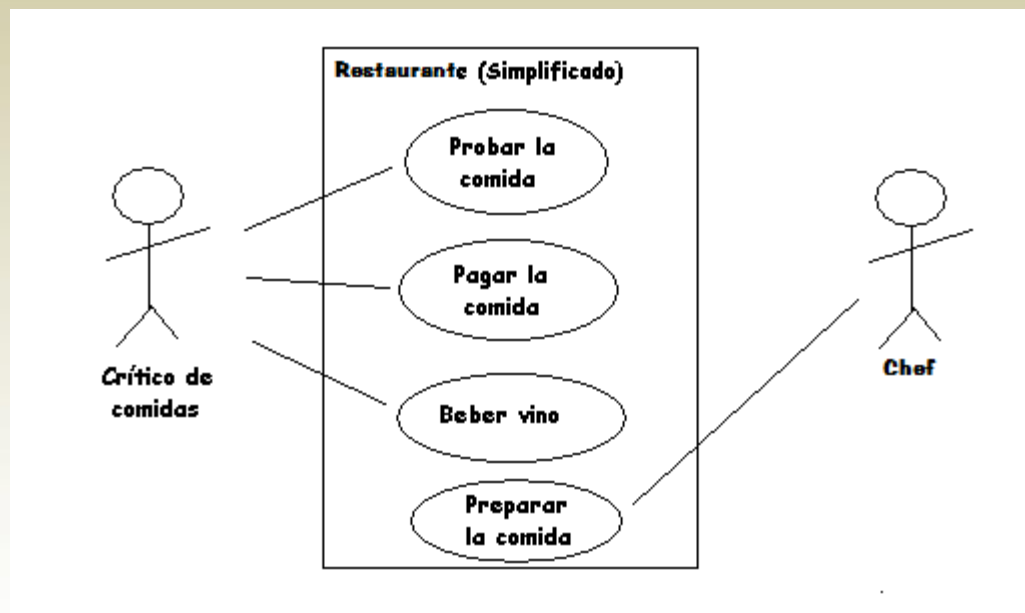 Restaurante (Simplificado)
Probar la
comida
Pagar la
comida
Beber vino
Preparar
la comida
Crítico de
comidas
Chef